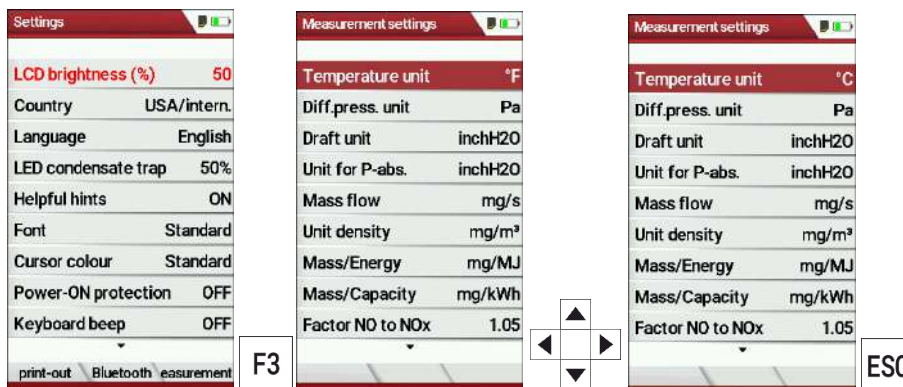 Settings
LCD brightness (%) 50
Country USA/intern.
Language English
LED condensate trap 50%
Helpful hints ON
Font Standard
Cursor colour Standard
Power-ON protection OFF
Keyboard beep OFF
print-out Bluetooth easurement
F3
Measurement settings
Temperature unit °F
Diff.press. unit Pa
Draft unit inchH2O
Unit for P-abs. inchH2O
Mass flow mg/s
Unit density mg/m³
Mass/Energy mg/MJ
Mass/Capacity mg/kWh
Factor NO to NOx 1.05
Measurement settings
Temperature unit °C
Diff.press. unit Pa
Draft unit inchH2O
Unit for P-abs. inchH2O
Mass flow mg/s
Unit density mg/m³
Mass/Energy mg/MJ
Mass/Capacity mg/kWh
Factor NO to NOx 1.05
ESC